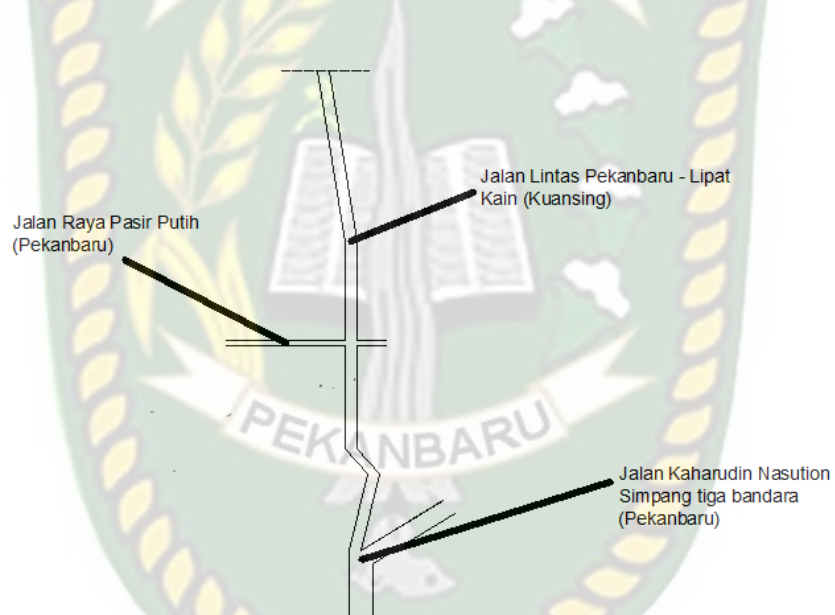 Jalan Lintas Pekanbaru - Lipat
Kain (Kuansing)
Jalan Raya Pasir Putih
(Pekanbaru)
PEKANBARU
Jalan Kaharudin Nasution
Simpang tiga bandara
(Pekanbaru)